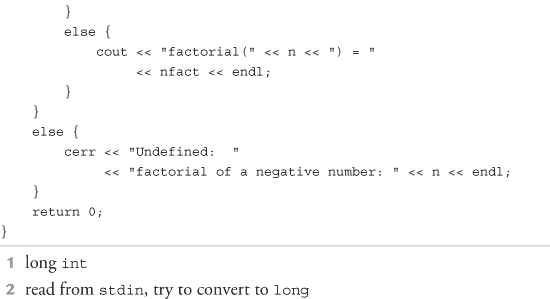 }
else {
cout << "factorial(" << n << ") = "
<< nfact << endl;
}
}
else {
cerr << "Undefined:  "
<< "factorial of a negative number: " << n << endl;
}
return 0;
}
1 long int
2 read from stdin, try to convert to long